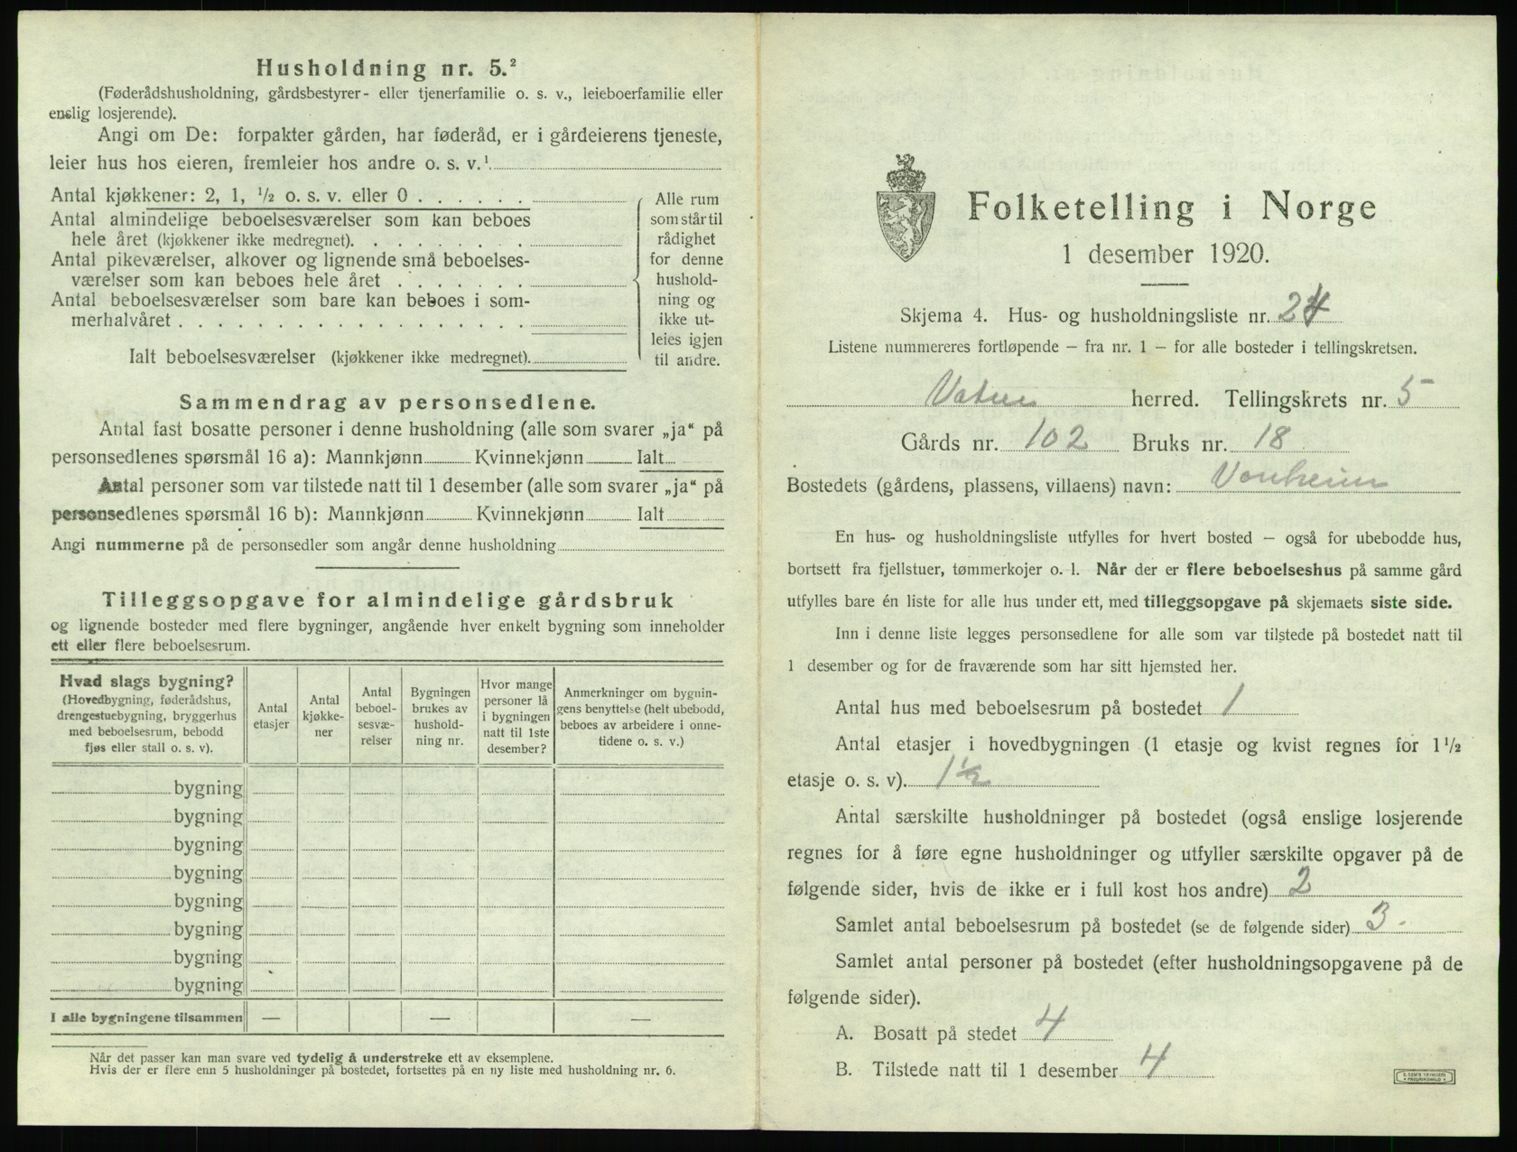 Husholdning nr. 5.²
(Føderådshusholdning, gårdsbestyrer- eller tjenerfamilie o. s. v., leieboerfamilie eller
enslig losjerende).
Angi om De: forpakter gården, har føderåd, er i gårdeierens tjeneste,
leier hus hos eieren, fremleier hos andre o. s. v.¹
Antal kjøkkener: 2, 1, ½ o. s. v. eller 0
Antal almindelige beboelsesværelser som kan beboes
hele året (kjøkkener ikke medregnet).
Antal pikeværelser, alkover og lignende små beboelses-
værelser som kan beboes hele året
Antal beboelsesværelser som bare kan beboes i som-
merhalvåret
Ialt beboelsesværelser (kjøkkener ikke medregnet).
Alle rum
som står til
rådighet
for denne
hushold-
ning og
ikke ut-
leies igjen
til andre.
Sammendrag av personsedlene.
Antal fast bosatte personer i denne husholdning (alle som svarer „ja“ på
personsedlenes spørsmål 16 a): Mannkjønn Kvinnekjønn Ialt
Antal personer som var tilstede natt til 1 desember (alle som svarer „ja“ på
personsedlenes spørsmål 16 b): Mannkjønn Kvinnekjønn Ialt
Angi nummerne på de personsedler som angår denne husholdning
Tilleggsopgave for almindelige gårdsbruk
og lignende bosteder med flere bygninger, angående hver enkelt bygning som inneholder
ett eller flere beboelsesrum.
Hvad slags bygning?
(Hovedbygning, føderådshus,
drengestuebygning, bryggerhus
med beboelsesrum, bebodd
fjøs eller stall o. s. v).
Antal
etasjer
Antal
kjøkke-
ner
Antal
beboel-
sesvæ-
relser
Bygningen
brukes av
hushold-
ning nr.
Hvor mange
personer lå
i bygningen
natt til 1ste
desember?
Anmerkninger om bygnin-
gens benyttelse (helt ubebodd,
beboes av arbeidere i onne-
tidene o. s. v.)
bygning
bygning
bygning
bygning
bygning
bygning
bygning
bygning
I alle bygningene tilsammen — — —
Når det passer kan man svare ved tydelig å understreke ett av eksemplene.
Hvis der er flere enn 5 husholdninger på bostedet, fortsettes på en ny liste med husholdning nr. 6.
Folketelling i Norge
1 desember 1920.
Skjema 4. Hus- og husholdningsliste nr. 24
Listene nummereres fortløpende — fra nr. 1 — for alle bosteder i tellingskretsen.
Vatne herred. Tellingskrets nr. 5
Gårds nr. 102 Bruks nr. 18
Bostedets (gårdens, plassens, villaens) navn: Vonheim
En hus- og husholdningsliste utfylles for hvert bosted — også for ubebodde hus,
bortsett fra fjellstuer, tømmerkojer o. l. Når der er flere beboelseshus på samme gård
utfylles bare én liste for alle hus under ett, med tilleggsopgave på skjemaets siste side.
Inn i denne liste legges personsedlene for alle som var tilstede på bostedet natt til
1 desember og for de fraværende som har sitt hjemsted her.
Antal hus med beboelsesrum på bostedet 1
Antal etasjer i hovedbygningen (1 etasje og kvist regnes for 1½
etasje o. s. v). 1½
Antal særskilte husholdninger på bostedet (også enslige losjerende
regnes for å føre egne husholdninger og utfyller særskilte opgaver på de
følgende sider, hvis de ikke er i full kost hos andre) 2
Samlet antal beboelsesrum på bostedet (se de følgende sider) 3.
Samlet antal personer på bostedet (efter husholdningsopgavene på de
følgende sider).
A. Bosatt på stedet 4
B. Tilstede natt til 1 desember 4